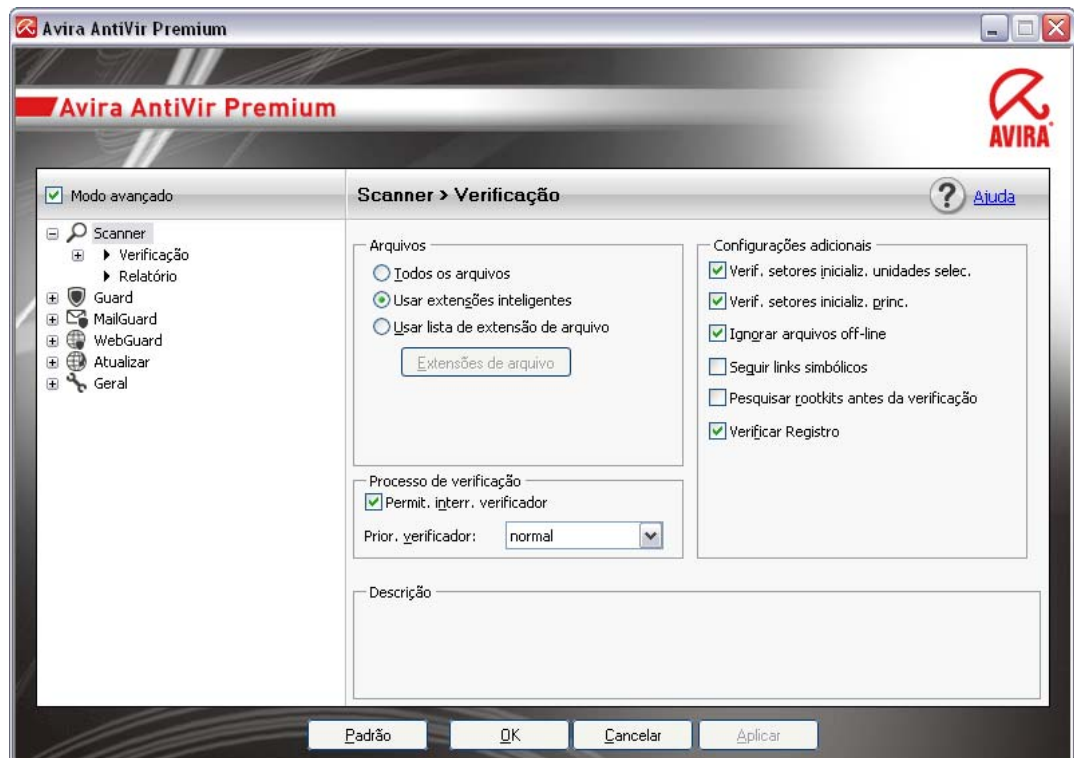 Avira AntiVir Premium
Avira AntiVir Premium
AVIRA
Modo avançado
Scanner
Verificação
Relatório
Guard
MailGuard
WebGuard
Atualizar
Geral
Scanner > Verificação
? Ajuda
Arquivos
Todos os arquivos
Usar extensões inteligentes
Usar lista de extensão de arquivo
Extensões de arquivo
Processo de verificação
Permit. interr. verificador
Prior. verificador: normal
Configurações adicionais
Verif. setores inicializ. unidades selec.
Verif. setores inicializ. princ.
Ignorar arquivos off-line
Seguir links simbólicos
Pesquisar rootkits antes da verificação
Verificar Registro
Descrição
Padrão
OK
Cancelar
Aplicar